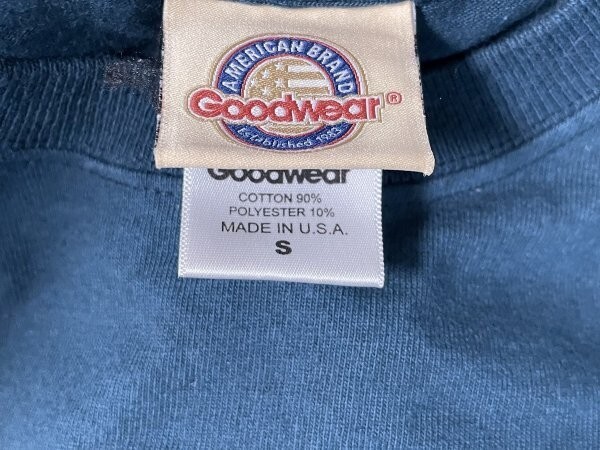 AMERICAN BRAND
Goodwear®
Established 1983
Goodwear
COTTON 90%
POLYESTER 10%
MADE IN U.S.A.
S